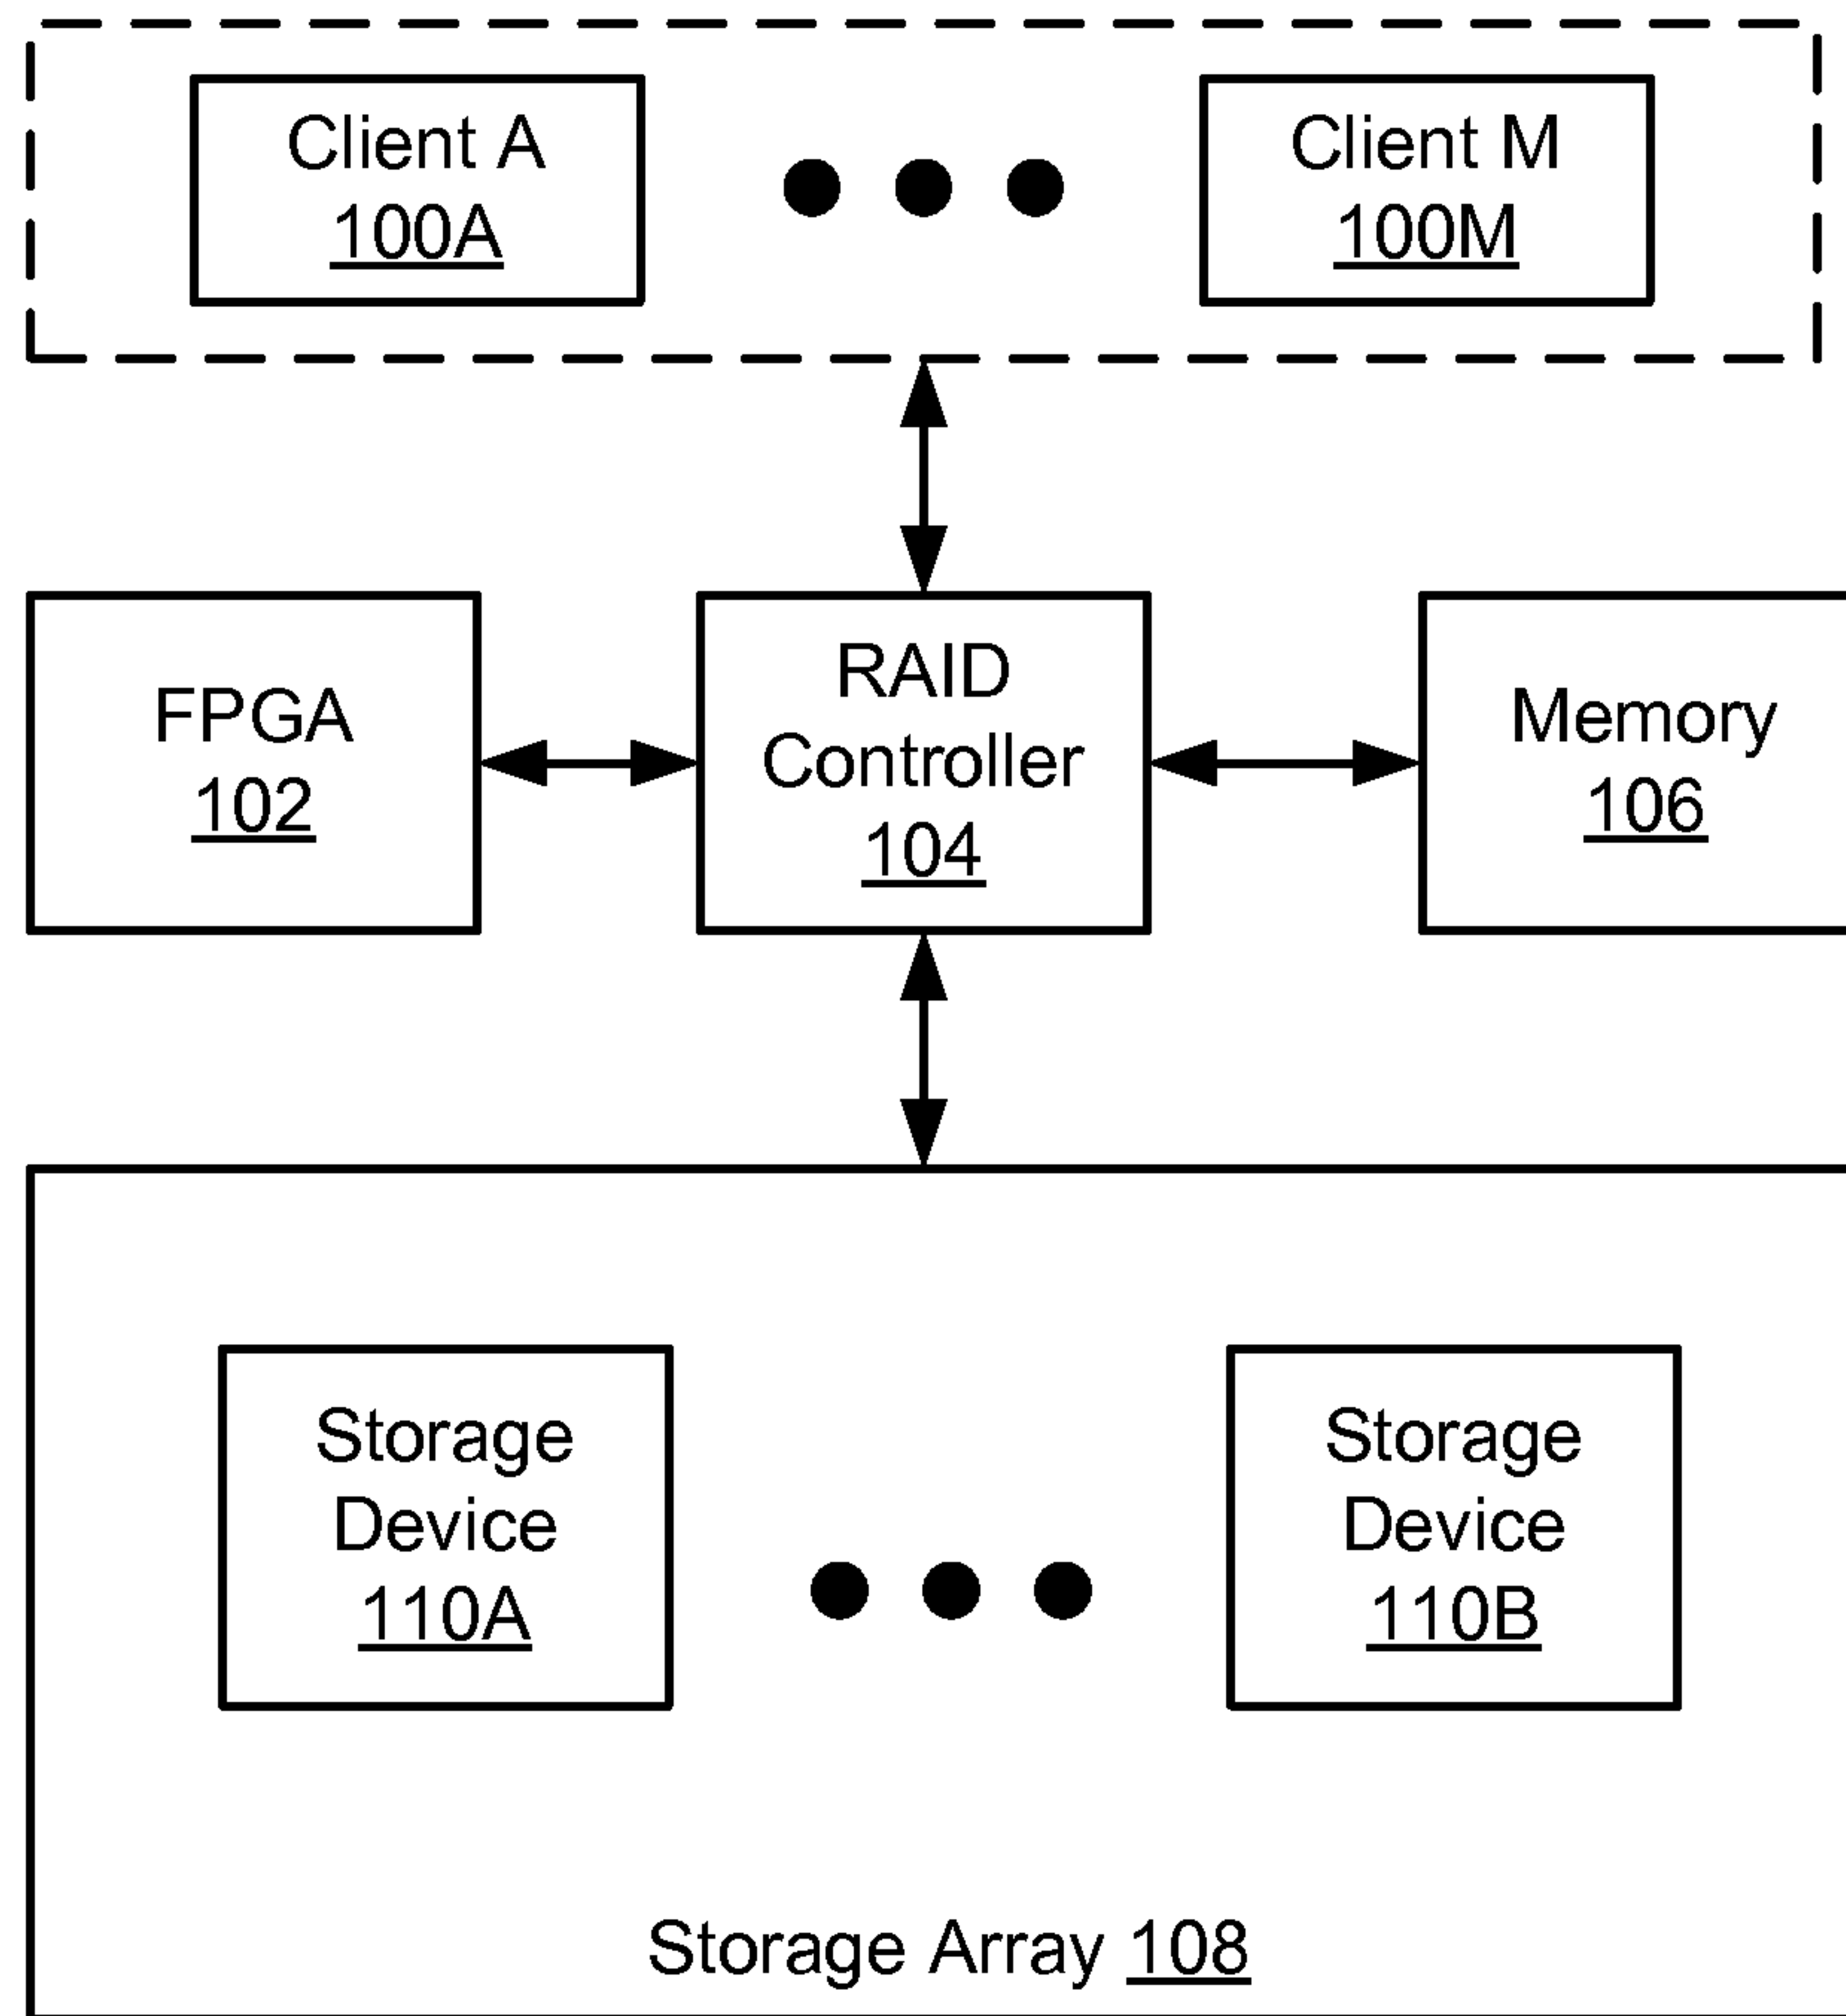 Client A
100A
Client M
100M
FPGA
102
RAID
Controller
104
Memory
106
Storage
Device
110A
Storage
Device
110B
Storage Array 108